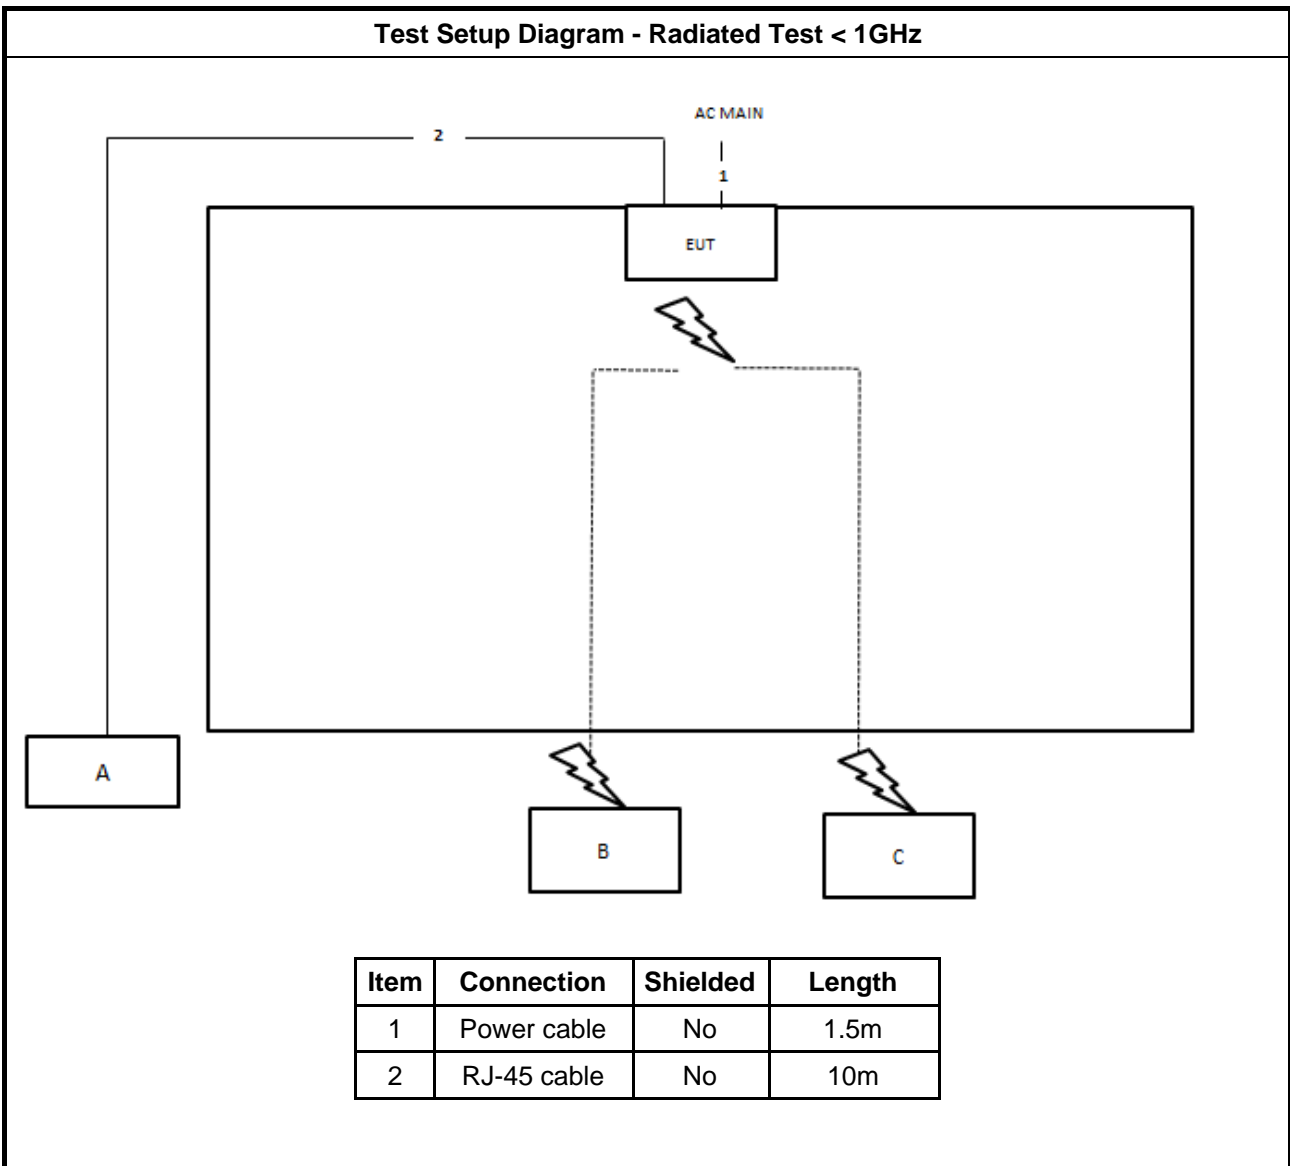 Test Setup Diagram - Radiated Test < 1GHz
AC MAIN
2
1
EUT
A
B
C
Item Connection Shielded Length
1 Power cable No 1.5m
2 RJ-45 cable No 10m